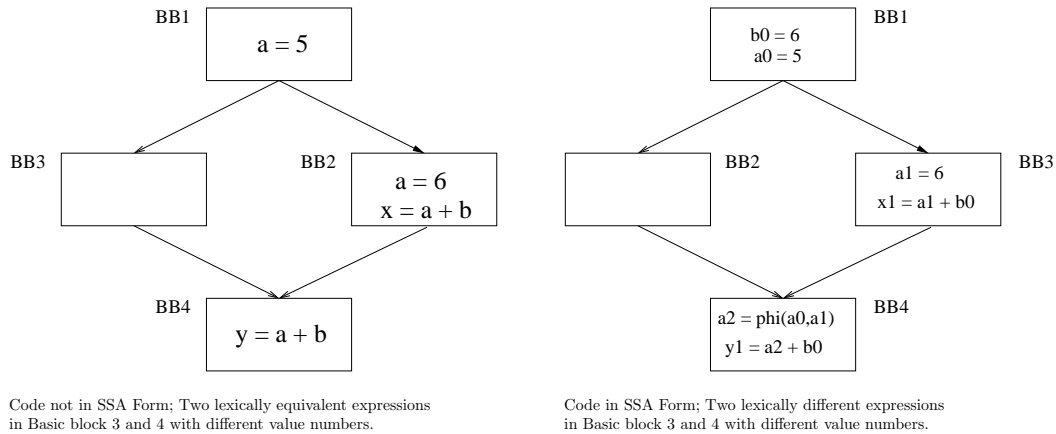 BB1
a = 5
BB3
BB2
a = 6
x = a + b
BB4
y = a + b
Code not in SSA Form; Two lexically equivalent expressions
in Basic block 3 and 4 with different value numbers.
BB1
b0 = 6
a0 = 5
BB2
BB3
a1 = 6
x1 = a1 + b0
BB4
a2 = phi(a0,a1)
y1 = a2 + b0
Code in SSA Form; Two lexically different expressions
in Basic block 3 and 4 with different value numbers.